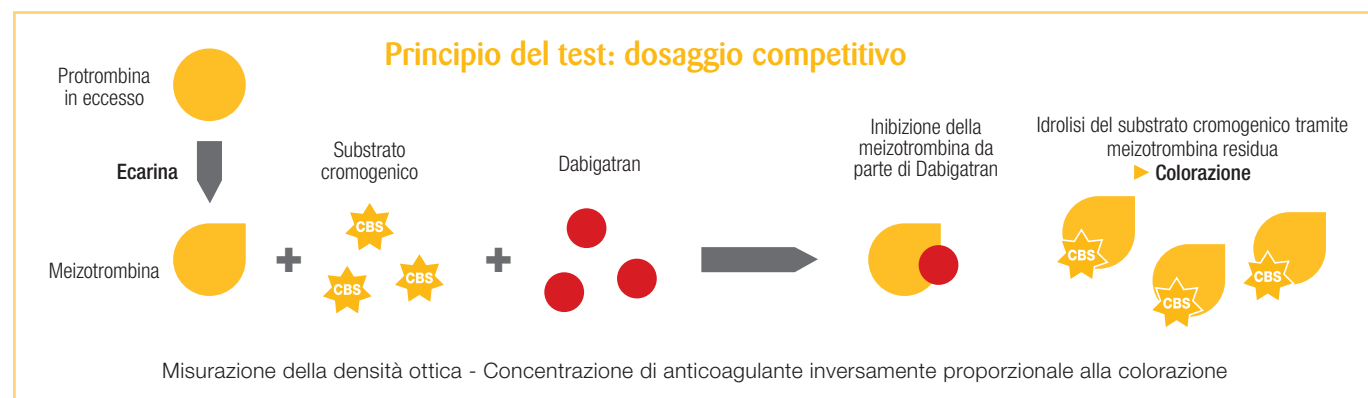 Principio del test: dosaggio competitivo
Protrombina
in eccesso
Ecarina
Meizotrombina
Substrato
cromogenico
CBS
CBS
CBS
Dabigatran
Inibizione della
meizotrombina da
parte di Dabigatran
Idrolisi del substrato cromogenico tramite
meizotrombina residua
Colorazione
CBS
CBS
CBS
Misurazione della densità ottica - Concentrazione di anticoagulante inversamente proporzionale alla colorazione